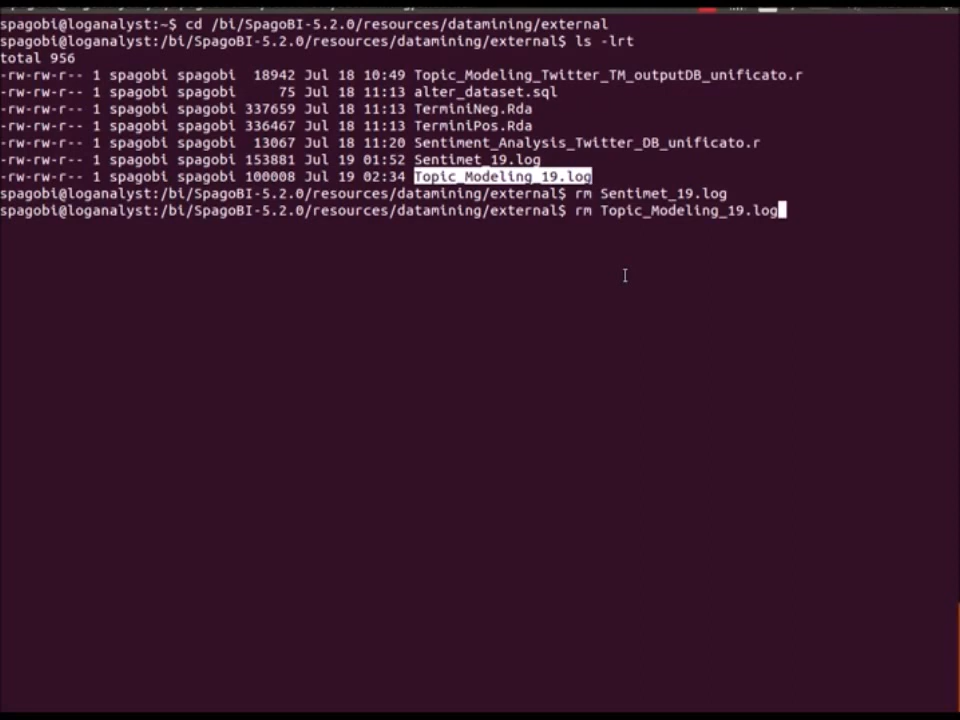 spagobi@loganalyst:~$ cd /bi/SpagoBI-5.2.0/resources/datamining/external
spagobi@loganalyst:/bi/SpagoBI-5.2.0/resources/datamining/external$ ls -lrt
total 956
-rw-rw-r-- 1 spagobi spagobi  18942 Jul 18 10:49 Topic_Modeling_Twitter_TM_outputDB_unificato.r
-rw-rw-r-- 1 spagobi spagobi     75 Jul 18 11:13 alter_dataset.sql
-rw-rw-r-- 1 spagobi spagobi 337659 Jul 18 11:13 TerminiNeg.Rda
-rw-rw-r-- 1 spagobi spagobi 336467 Jul 18 11:13 TerminiPos.Rda
-rw-rw-r-- 1 spagobi spagobi  13067 Jul 18 11:20 Sentiment_Analysis_Twitter_DB_unificato.r
-rw-rw-r-- 1 spagobi spagobi 153881 Jul 19 01:52 Sentimet_19.log
-rw-rw-r-- 1 spagobi spagobi 100008 Jul 19 02:34 Topic_Modeling_19.log
spagobi@loganalyst:/bi/SpagoBI-5.2.0/resources/datamining/external$ rm Sentimet_19.log
spagobi@loganalyst:/bi/SpagoBI-5.2.0/resources/datamining/external$ rm Topic_Modeling_19.log